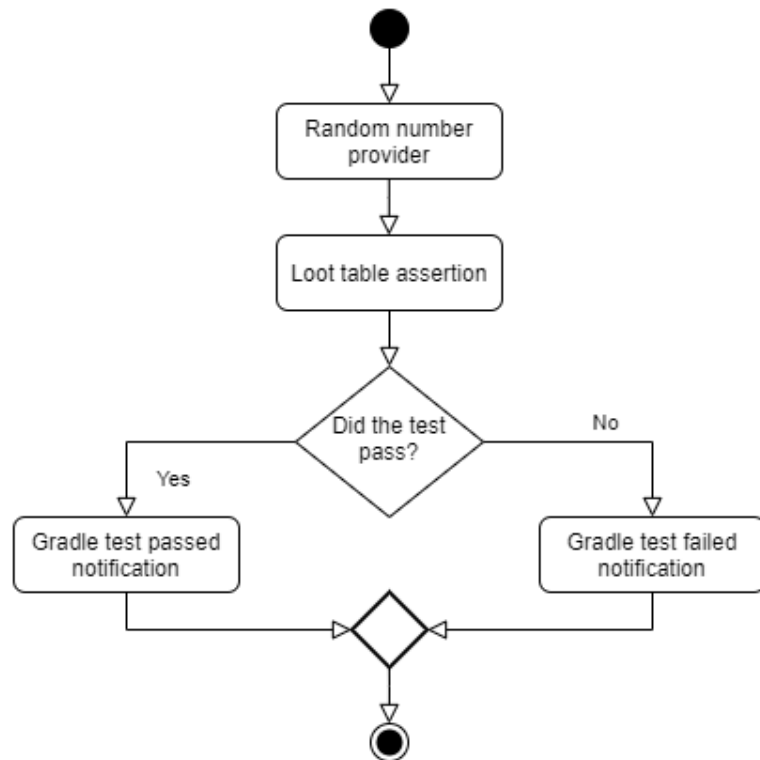 Random number
provider
Loot table assertion
Did the test
pass?
No
Yes
Gradle test passed
notification
Gradle test failed
notification